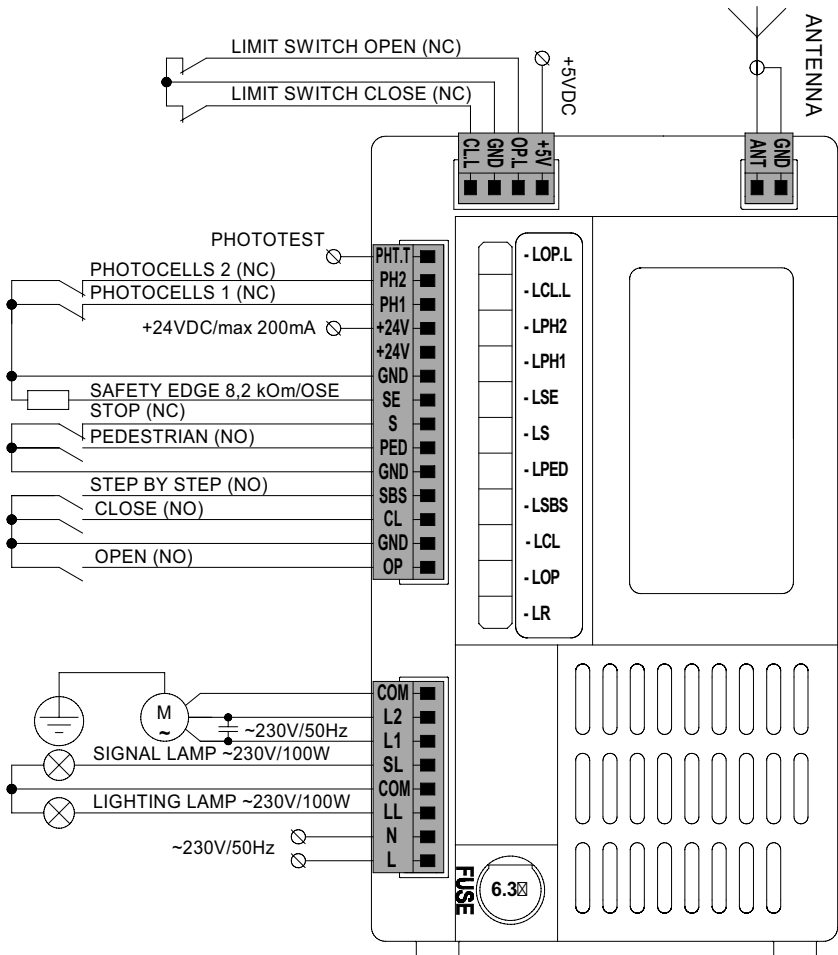 LIMIT SWITCH OPEN (NC)
LIMIT SWITCH CLOSE (NC)
+5VDC
ANTENNA
CL.L
GND
OP.L
+5V
ANT
GND
PHOTOTEST
PHOTOCELLS 2 (NC)
PHOTOCELLS 1 (NC)
+24VDC/max 200mA
SAFETY EDGE 8,2 kOm/OSE
STOP (NC)
PEDESTRIAN (NO)
STEP BY STEP (NO)
CLOSE (NO)
OPEN (NO)
PHT.T
PH2
PH1
+24V
+24V
GND
SE
S
PED
GND
SBS
CL
GND
OP
- LOP.L
- LCL.L
- LPH2
- LPH1
- LSE
- LS
- LPED
- LSBS
- LCL
- LOP
- LR
M
~
~230V/50Hz
SIGNAL LAMP ~230V/100W
LIGHTING LAMP ~230V/100W
~230V/50Hz
COM
L2
L1
SL
COM
LL
N
L
FUSE
6.3